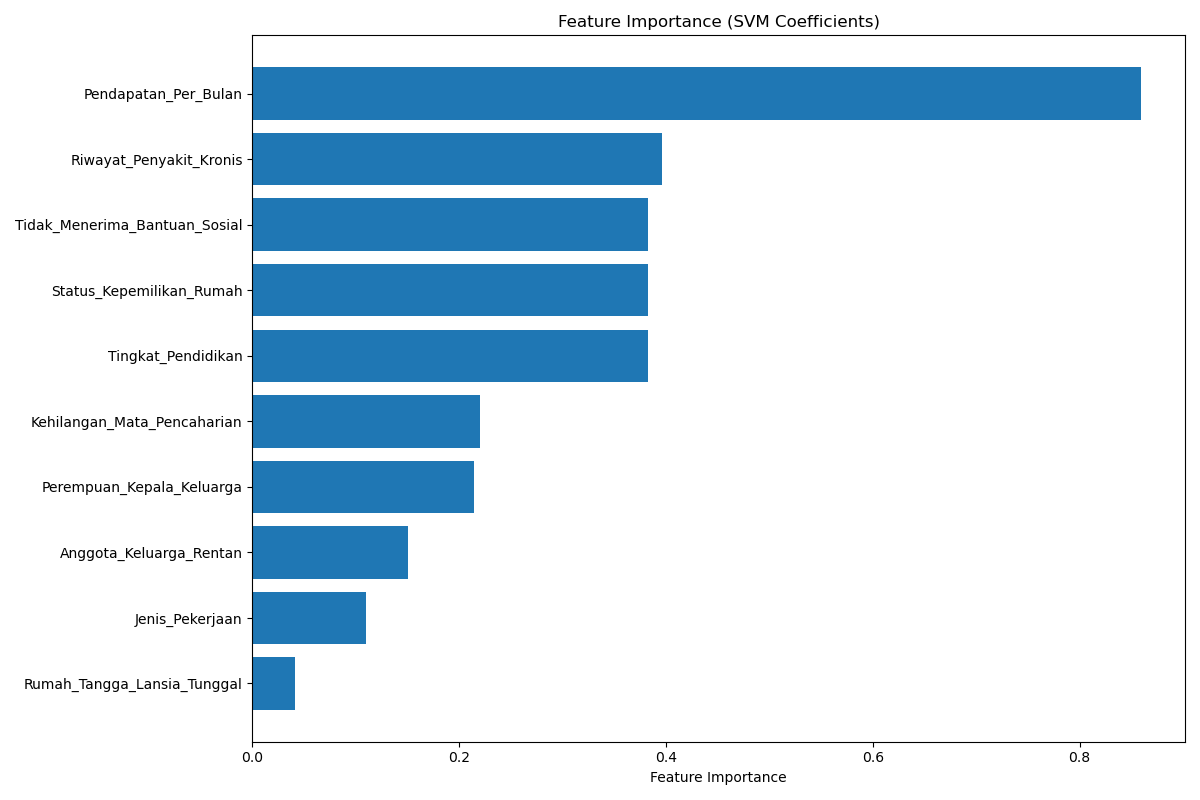 Feature Importance (SVM Coefficients)
Pendapatan_Per_Bulan
Riwayat_Penyakit_Kronis
Tidak_Menerima_Bantuan_Sosial
Status_Kepemilikan_Rumah
Tingkat_Pendidikan
Kehilangan_Mata_Pencaharian
Perempuan_Kepala_Keluarga
Anggota_Keluarga_Rentan
Jenis_Pekerjaan
Rumah_Tangga_Lansia_Tunggal
0.0 0.2 0.4 0.6 0.8
Feature Importance